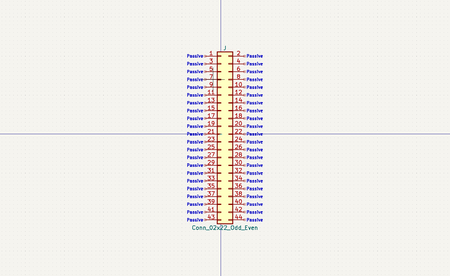 J
Passive 1 2 Passive
Passive 3 4 Passive
Passive 5 6 Passive
Passive 7 8 Passive
Passive 9 10 Passive
Passive 11 12 Passive
Passive 13 14 Passive
Passive 15 16 Passive
Passive 17 18 Passive
Passive 19 20 Passive
Passive 21 22 Passive
Passive 23 24 Passive
Passive 25 26 Passive
Passive 27 28 Passive
Passive 29 30 Passive
Passive 31 32 Passive
Passive 33 34 Passive
Passive 35 36 Passive
Passive 37 38 Passive
Passive 39 40 Passive
Passive 41 42 Passive
Passive 43 44 Passive
Conn_02x22_Odd_Even